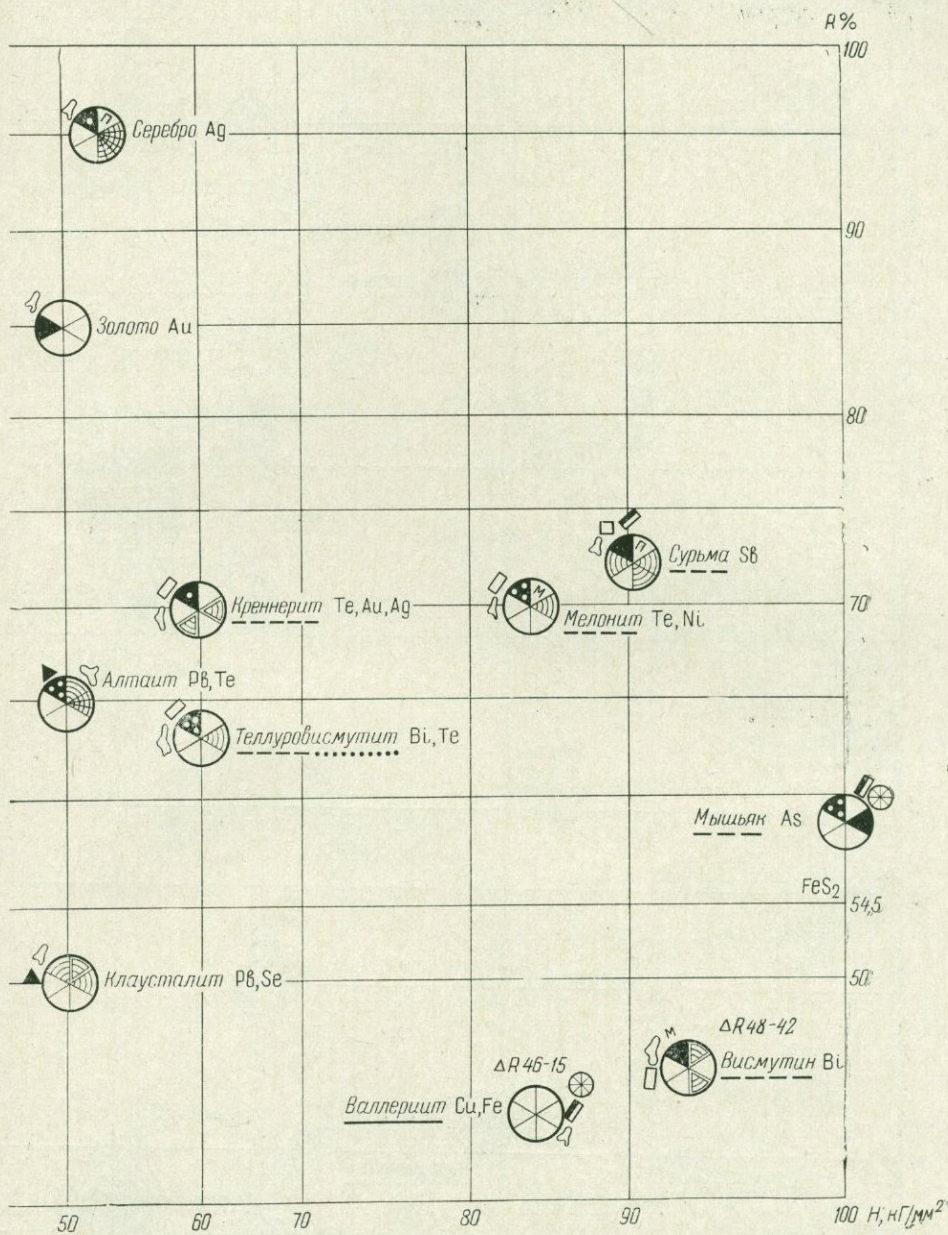 R%
100
П
Серебро Ag
90
Золото Au
80
П
Сурьма Sb
70
Креннерит Te, Au, Ag
М
Мелонит Te, Ni
Алтаит Pb, Te
Теллуровисмутит Bi, Te
Мышьяк As
FeS2
54,5
Клаусталит Pb, Se
50
ΔR 48-42
М
Висмутин Bi
ΔR 46-15
Валлериит Cu, Fe
50 60 70 80 90 100 H, кГ/мм²